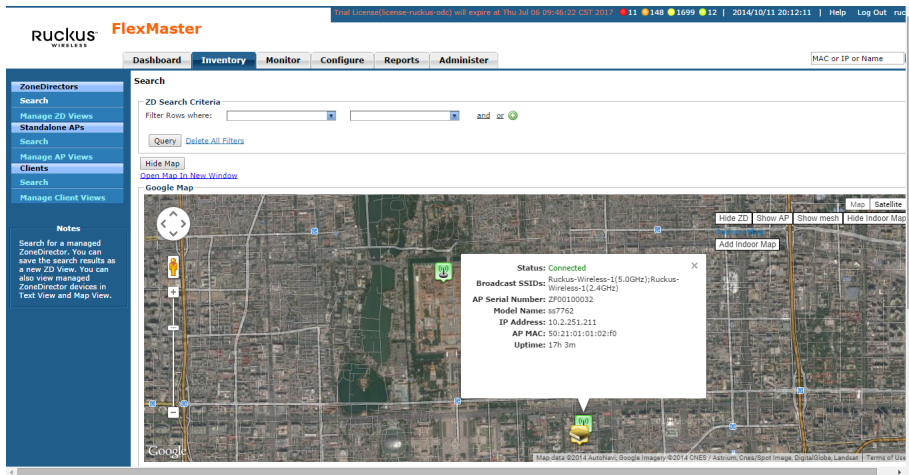 Trial License(license-ruckus-odc) will expire at Thu Jul 06 09:46:22 CST 2017 11 148 1699 12 | 2014/10/11 20:12:11 | Help Log Out ruc
Ruckus
WIRELESS
FlexMaster
Dashboard Inventory Monitor Configure Reports Administer
MAC or IP or Name
ZoneDirectors
Search
Manage ZD Views
Standalone APs
Search
Manage AP Views
Clients
Search
Manage Client Views
Notes
Search for a managed
ZoneDirector. You can
save the search results as
a new ZD View. You can
also view managed
ZoneDirector devices in
Text View and Map View.
Search
ZD Search Criteria
Filter Rows where:
and or
Query Delete All Filters
Hide Map
Open Map In New Window
Google Map
Map Satellite
Hide ZD Show AP Show mesh Hide Indoor Map
Add Indoor Map
Status: Connected
Broadcast SSIDs: Ruckus-Wireless-1(5.0GHz);Ruckus-
Wireless-1(2.4GHz)
AP Serial Number: ZF00100032
Model Name: ss7762
IP Address: 10.2.251.211
AP MAC: 50:21:01:01:02:f0
Uptime: 17h 3m
Google
Map data ©2014 AutoNavi, Google Imagery ©2014 CNES / Astrium, Cnes/Spot Image, DigitalGlobe, Landsat | Terms of Use